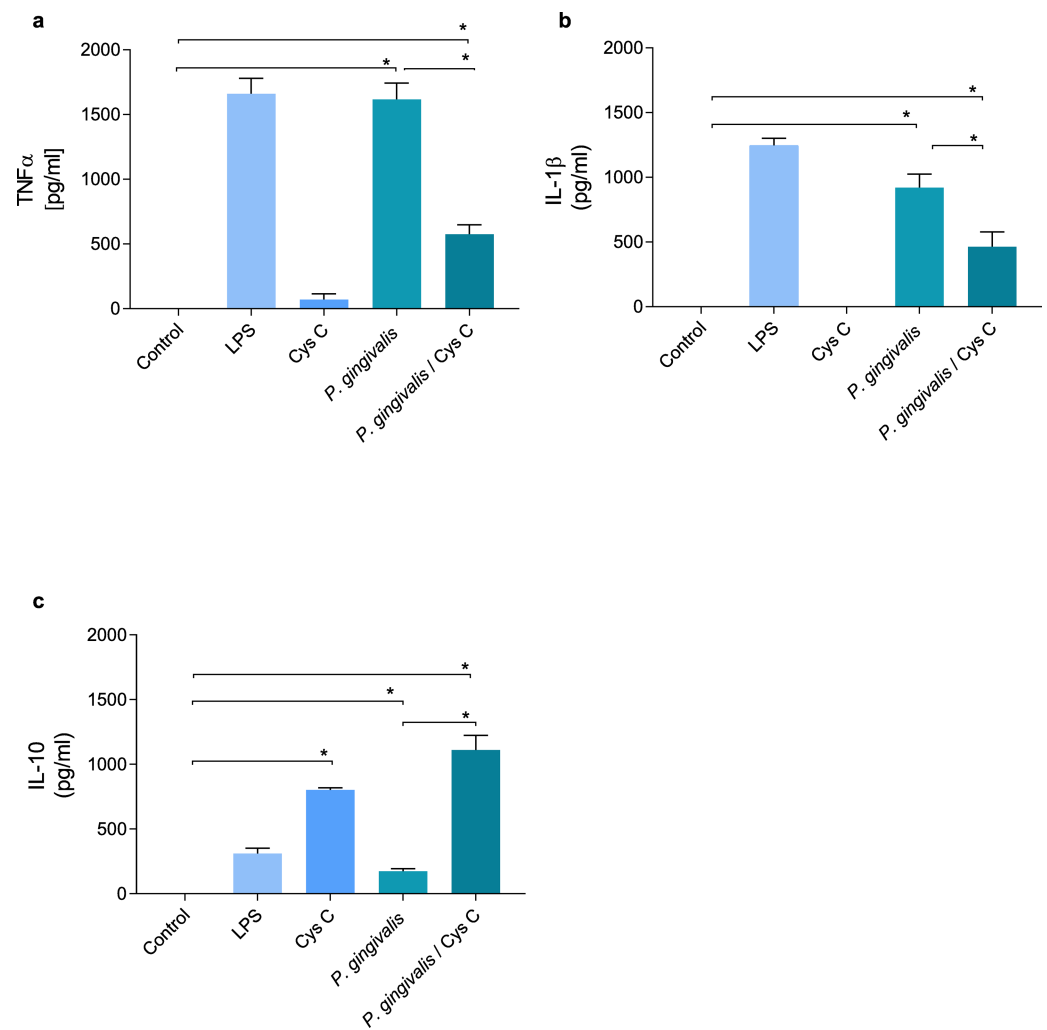 a
*
*
*
2000
1500
1000
500
0
TNFα
[pg/ml]
Control
LPS
Cys C
P. gingivalis
P. gingivalis / Cys C
b
*
*
*
2000
1500
1000
500
0
IL-1β
(pg/ml)
Control
LPS
Cys C
P. gingivalis
P. gingivalis / Cys C
c
*
*
*
*
2000
1500
1000
500
0
IL-10
(pg/ml)
Control
LPS
Cys C
P. gingivalis
P. gingivalis / Cys C